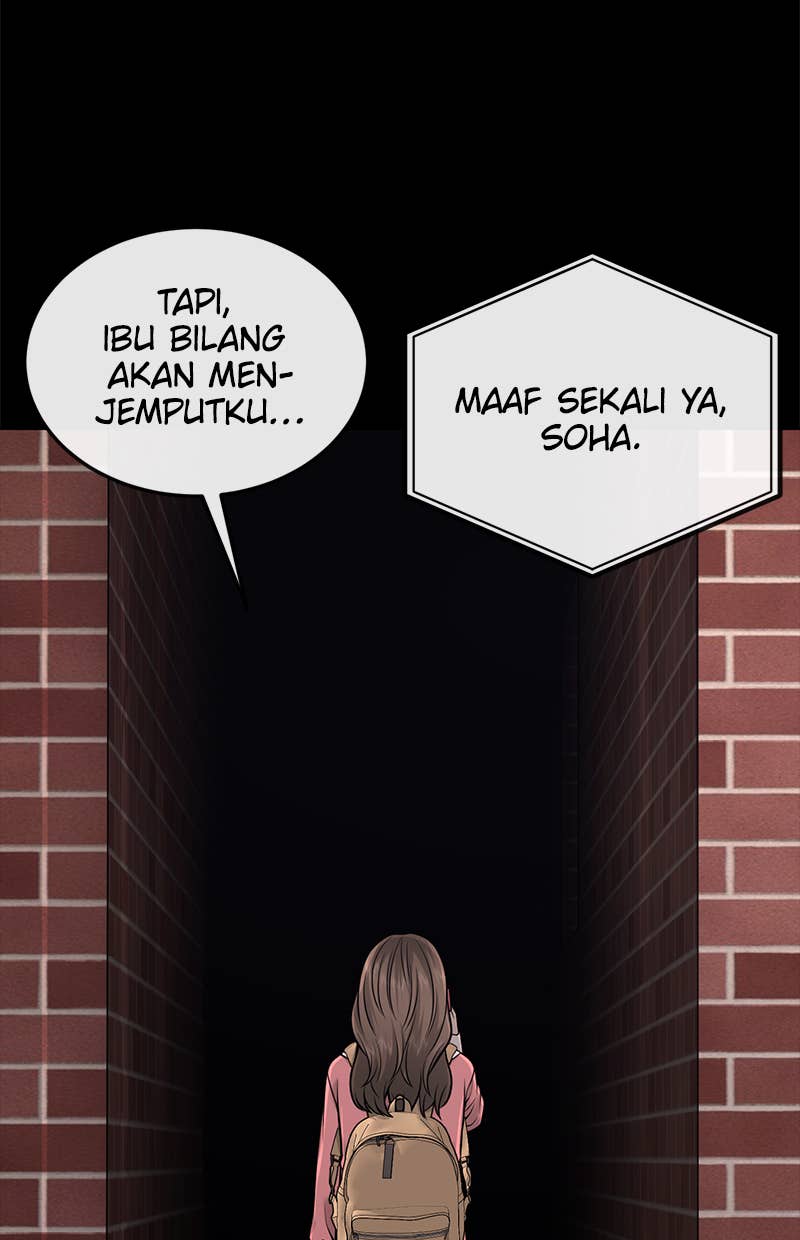 TAPI,
IBU BILANG
AKAN MEN-
JEMPUTKU...
MAAF SEKALI YA,
SOHA.